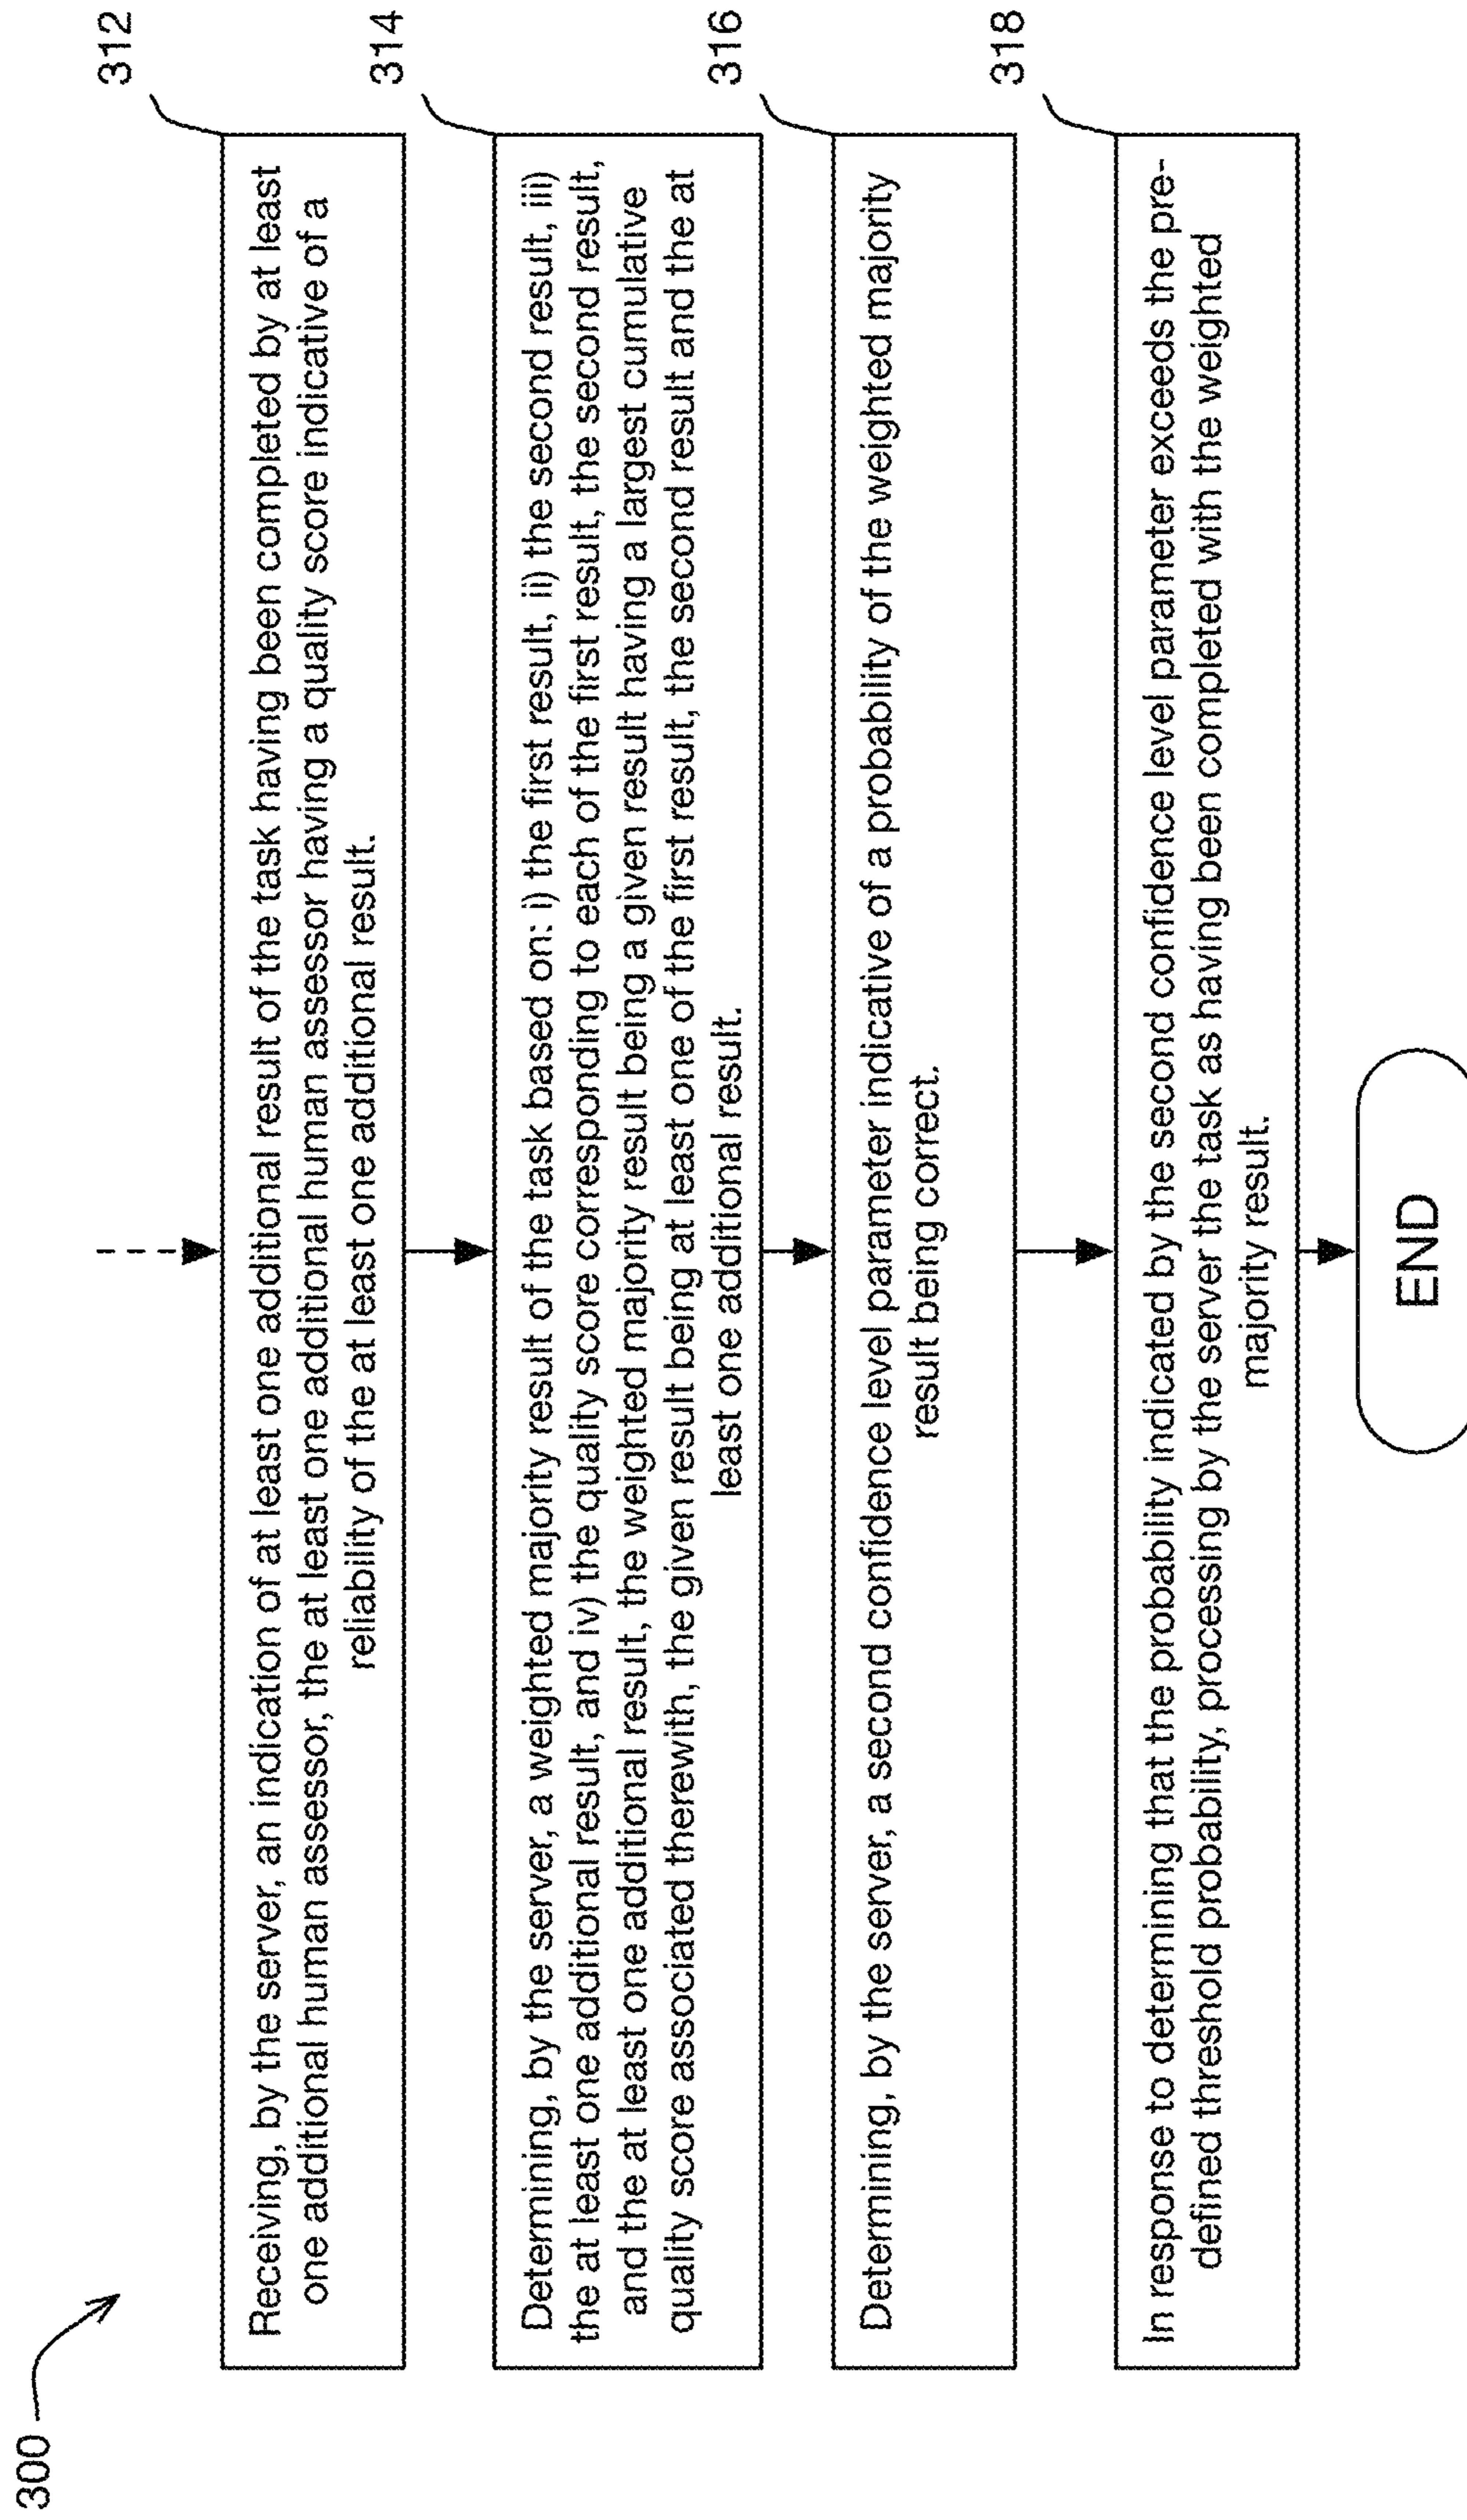 300
312
Receiving, by the server, an indication of at least one additional result of the task having been completed by at least
one additional human assessor, the at least one additional human assessor having a quality score indicative of a
reliability of the at least one additional result.
314
Determining, by the server, a weighted majority result of the task based on: i) the first result, ii) the second result, iii)
the at least one additional result, and iv) the quality score corresponding to each of the first result, the second result,
and the at least one additional result, the weighted majority result being a given result having a largest cumulative
quality score associated therewith, the given result being at least one of the first result, the second result and the at
least one additional result.
316
Determining, by the server, a second confidence level parameter indicative of a probability of the weighted majority
result being correct.
318
In response to determining that the probability indicated by the second confidence level parameter exceeds the pre-
defined threshold probability, processing by the server the task as having been completed with the weighted
majority result.
END